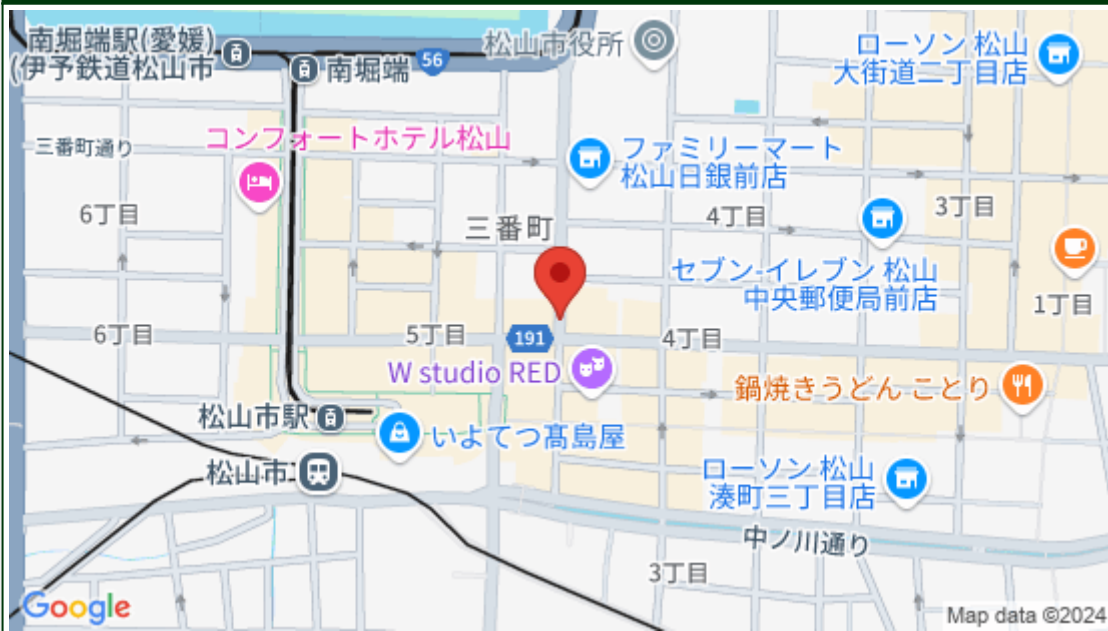 南堀端駅(愛媛)
(伊予鉄道松山市
南堀端
56
松山市役所
ローソン 松山
大街道二丁目店
三番町通り
コンフォートホテル松山
ファミリーマート
松山日銀前店
6丁目
三番町
4丁目
3丁目
セブン-イレブン 松山
中央郵便局前店
1丁目
6丁目
5丁目
191
4丁目
W studio RED
鍋焼きうどん ことり
松山市駅
いよてつ髙島屋
松山市
ローソン 松山
湊町三丁目店
中ノ川通り
3丁目
Google
Map data ©2024